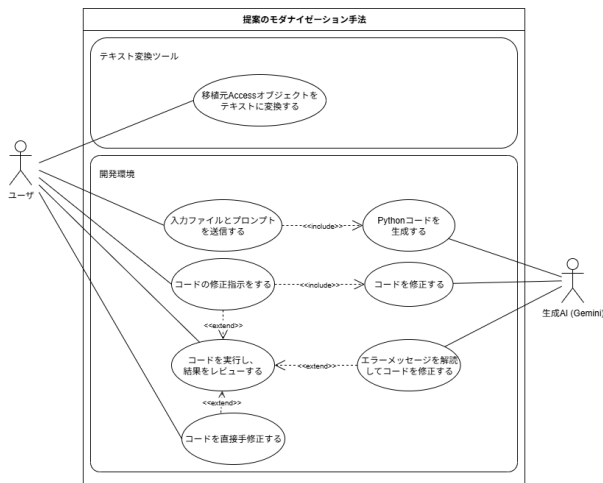 提案のモダナイゼーション手法
テキスト変換ツール
移植元Accessオブジェクトを
テキストに変換する
開発環境
ユーザ
入力ファイルとプロンプト
を送信する
<<include>>
Pythonコードを
生成する
コードの修正指示をする
<<include>>
コードを修正する
生成AI (Gemini)
<<extend>>
コードを実行し、
結果をレビューする
<<extend>>
エラーメッセージを解読
してコードを修正する
<<extend>>
コードを直接手修正する